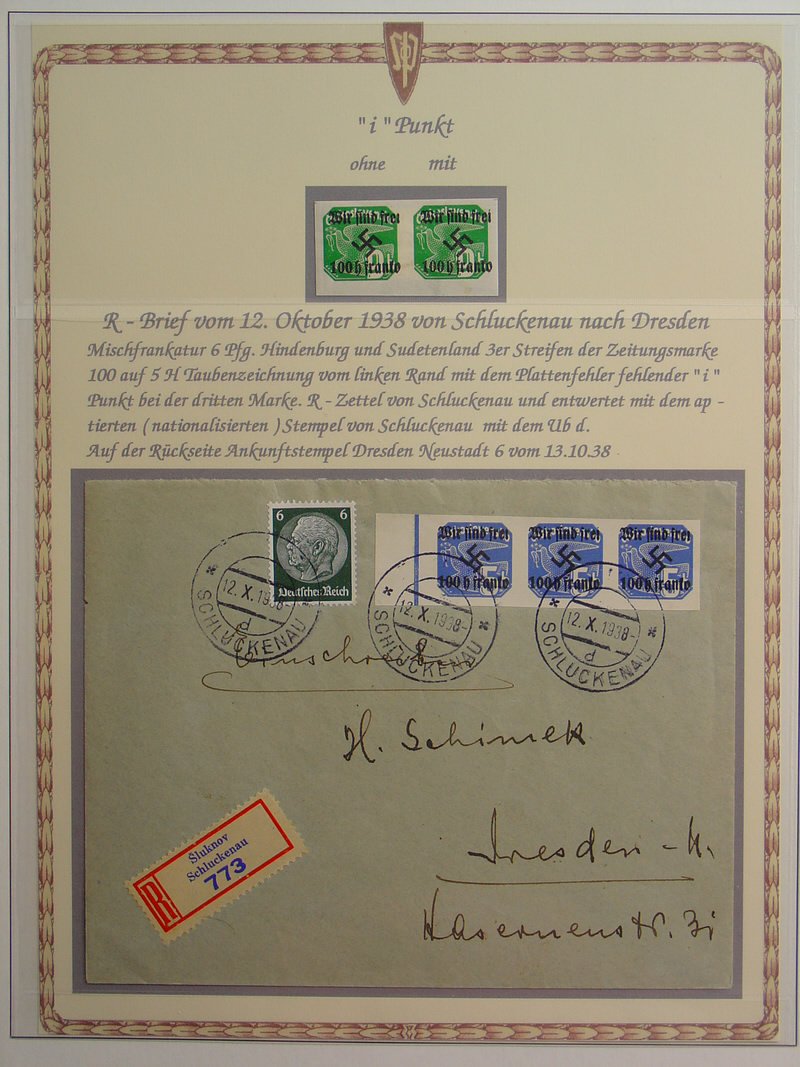 "i" Punkt
ohne mit
Wir sind frei Wir sind frei
100 h franko 100 h franko
R - Brief vom 12. Oktober 1938 von Schluckenau nach Dresden
Mischfrankatur 6 Pfg. Hindenburg und Sudetenland 3er Streifen der Zeitungsmarke
100 auf 5 H Taubenzeichnung vom linken Rand mit dem Plattenfehler fehlender "i"
Punkt bei der dritten Marke. R - Zettel von Schluckenau und entwertet mit dem ap -
tierten ( nationalisierten ) Stempel von Schluckenau mit dem Ub d.
Auf der Rückseite Ankunftstempel Dresden Neustadt 6 vom 13.10.38
6 6
Deutsches Reich
Wir sind frei Wir sind frei Wir sind frei
100 h franko 100 h franko 100 h franko
12. X. 1938- 12. X. 1938- 12. X. 1938-
d d
SCHLUCKENAU SCHLUCKENAU SCHLUCKENAU
Einschreiben
H. Schimek
Dresden - N.
Kasernenstr. 31
Šluknov
Schluckenau
R 773